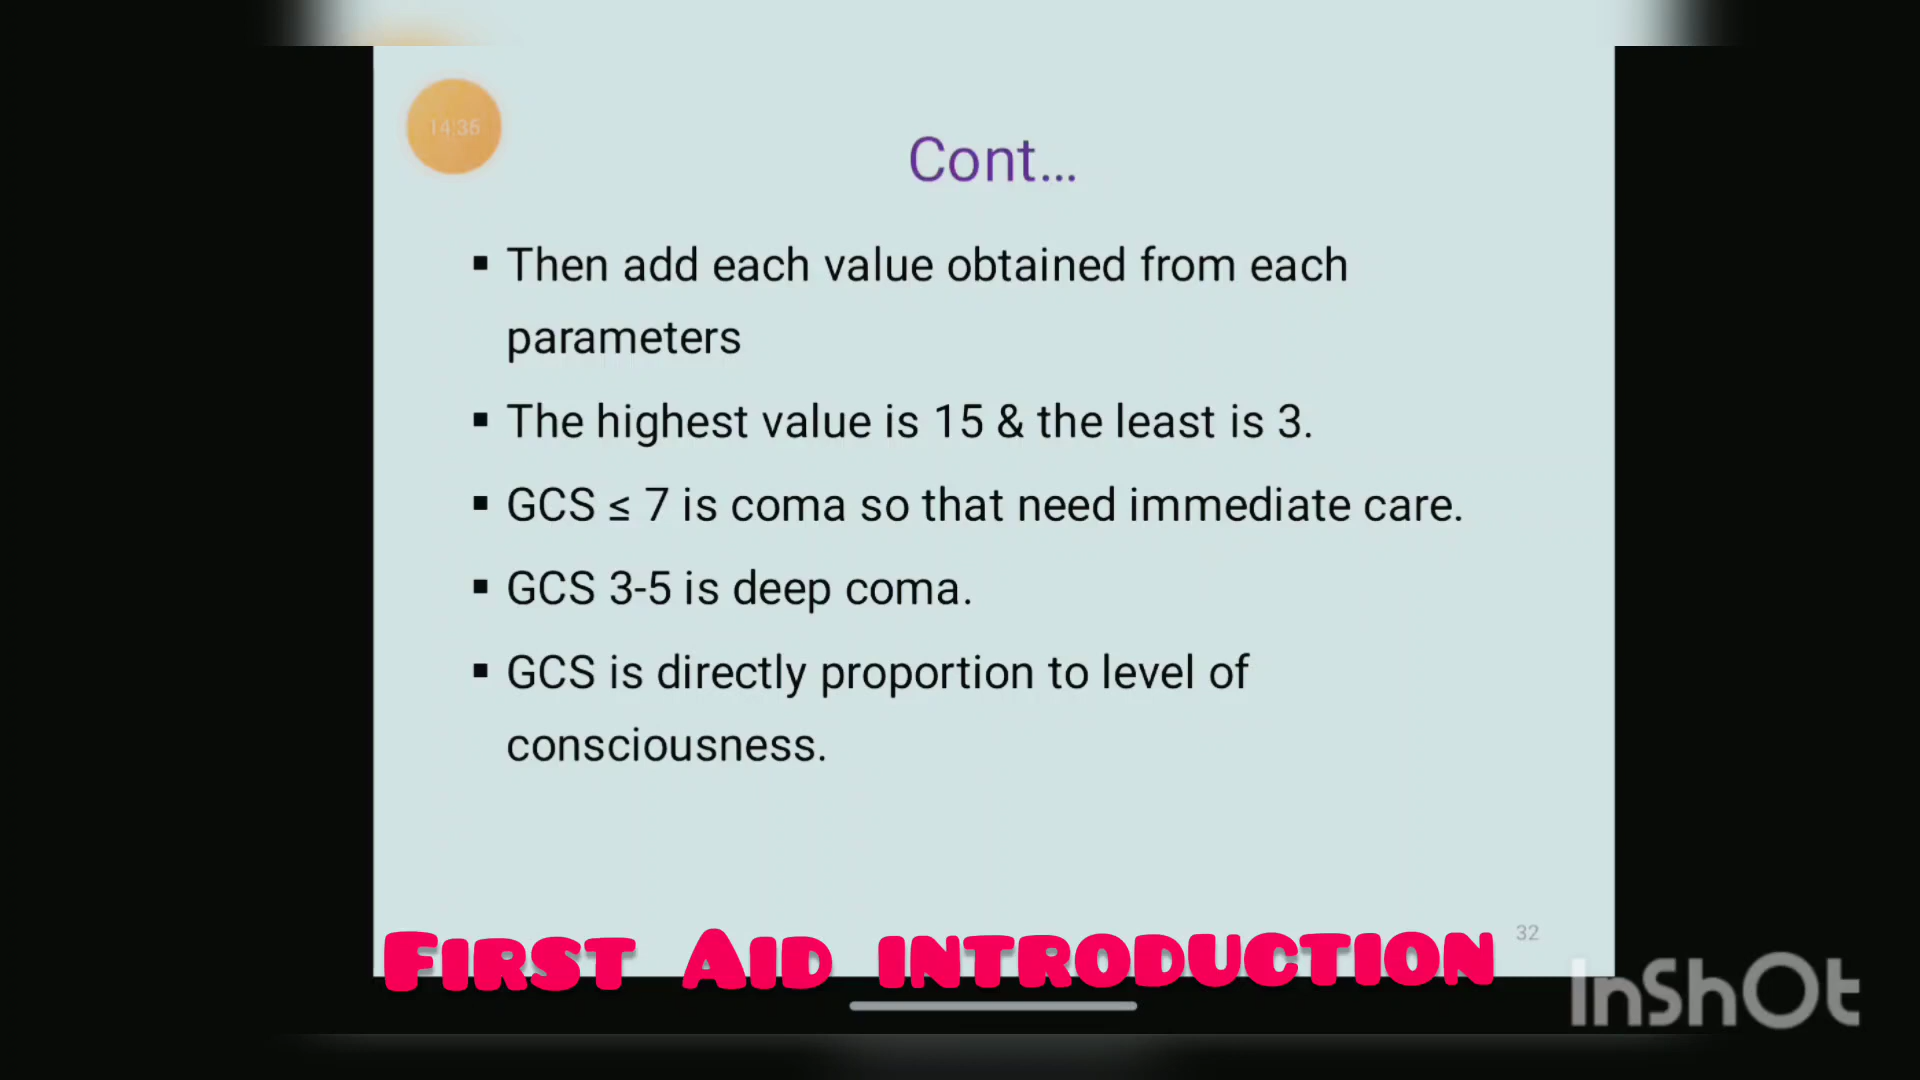 14:36
Cont...
▪ Then add each value obtained from each
parameters
▪ The highest value is 15 & the least is 3.
▪ GCS ≤ 7 is coma so that need immediate care.
▪ GCS 3-5 is deep coma.
▪ GCS is directly proportion to level of
consciousness.
32
First Aid introduction
InShOt